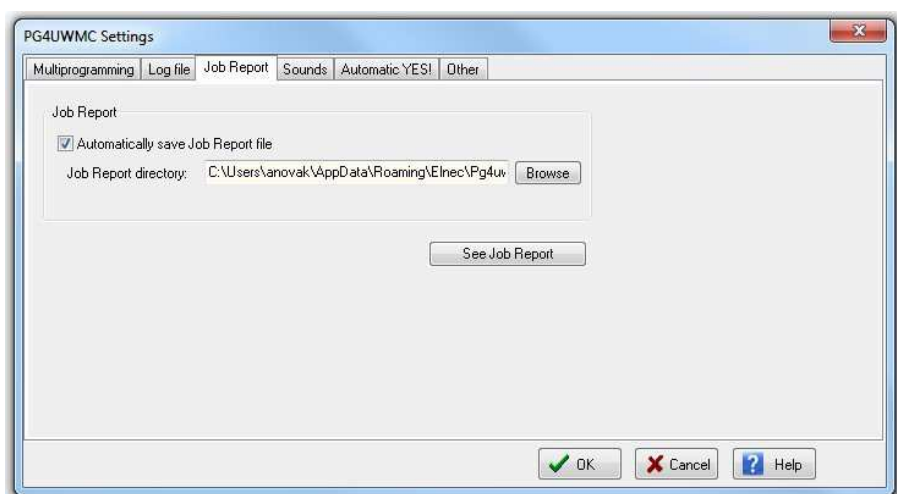 PG4UWMC Settings
Multiprogramming Log file Job Report Sounds Automatic YES! Other
Job Report
Automatically save Job Report file
Job Report directory: C:\Users\anovak\AppData\Roaming\Elnec\Pg4uw Browse
See Job Report
OK Cancel Help